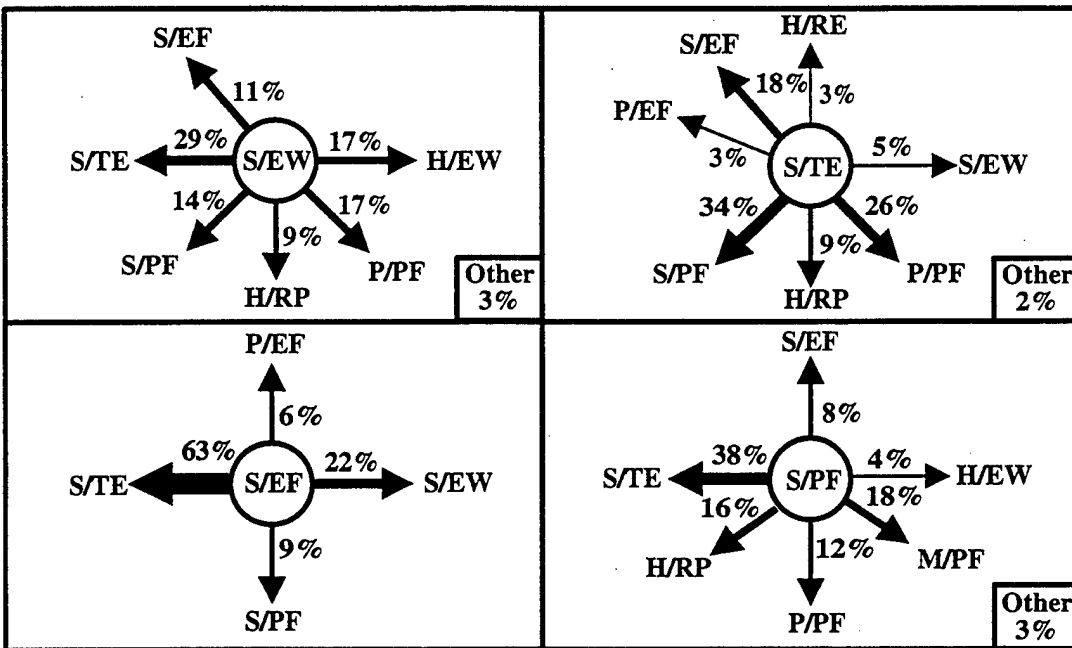 S/EF
11%
29%
17%
S/TE
S/EW
H/EW
14%
17%
9%
S/PF
P/PF
H/RP
Other
3%
H/RE
S/EF
18%
3%
P/EF
3%
S/TE
5%
S/EW
34%
26%
9%
S/PF
P/PF
H/RP
Other
2%
P/EF
6%
63%
22%
S/TE
S/EF
S/EW
9%
S/PF
S/EF
8%
38%
4%
S/TE
S/PF
H/EW
16%
18%
H/RP
12%
M/PF
P/PF
Other
3%